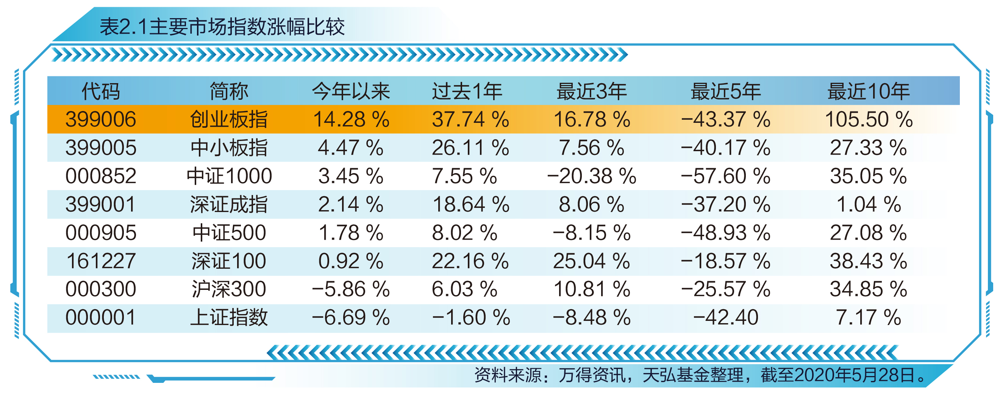 表2.1主要市场指数涨幅比较
代码 简称 今年以来 过去1年 最近3年 最近5年 最近10年
399006 创业板指 14.28 % 37.74 % 16.78 % −43.37 % 105.50 %
399005 中小板指 4.47 % 26.11 % 7.56 % −40.17 % 27.33 %
000852 中证1000 3.45 % 7.55 % −20.38 % −57.60 % 35.05 %
399001 深证成指 2.14 % 18.64 % 8.06 % −37.20 % 1.04 %
000905 中证500 1.78 % 8.02 % −8.15 % −48.93 % 27.08 %
161227 深证100 0.92 % 22.16 % 25.04 % −18.57 % 38.43 %
000300 沪深300 −5.86 % 6.03 % 10.81 % −25.57 % 34.85 %
000001 上证指数 −6.69 % −1.60 % −8.48 % −42.40 7.17 %
资料来源：万得资讯，天弘基金整理，截至2020年5月28日。